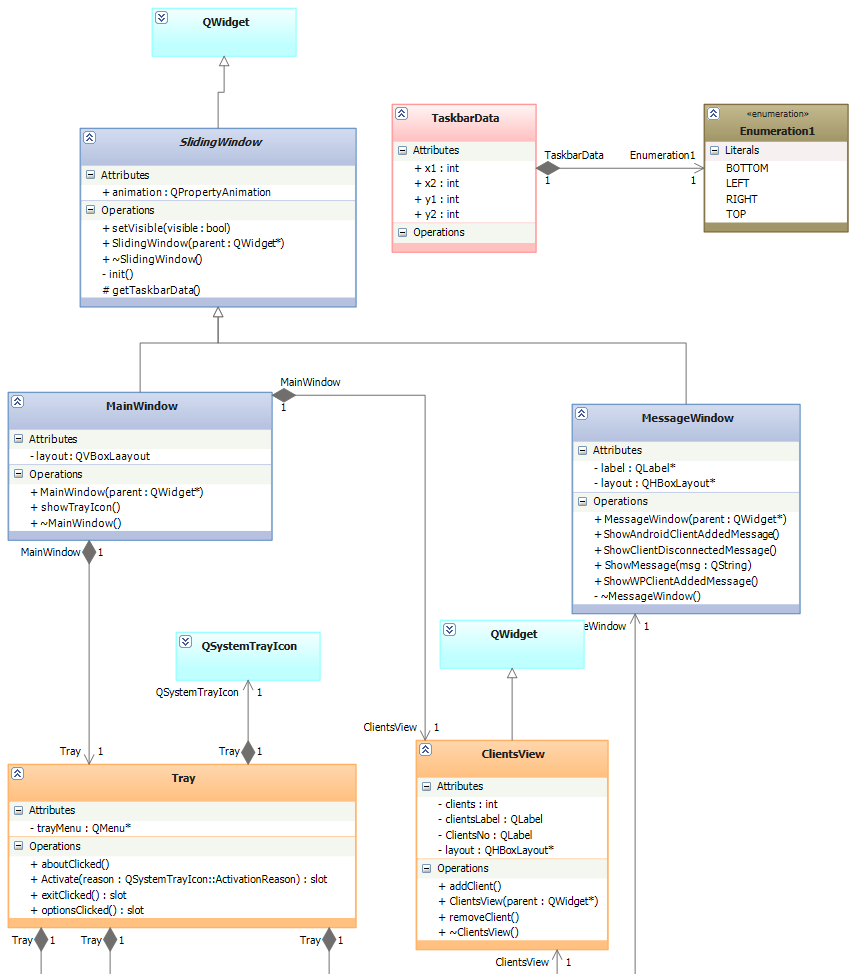 QWidget
SlidingWindow
Attributes
+ animation : QPropertyAnimation
Operations
+ setVisible(visible : bool)
+ SlidingWindow(parent : QWidget*)
+ ~SlidingWindow()
- init()
# getTaskbarData()
TaskbarData
Attributes
+ x1 : int
+ x2 : int
+ y1 : int
+ y2 : int
Operations
TaskbarData
1
Enumeration1
1
«enumeration»
Enumeration1
Literals
BOTTOM
LEFT
RIGHT
TOP
MainWindow
Attributes
- layout : QVBoxLaayout
Operations
+ MainWindow(parent : QWidget*)
+ showTrayIcon()
+ ~MainWindow()
MainWindow
1
MessageWindow
Attributes
- label : QLabel*
- layout : QHBoxLayout*
Operations
+ MessageWindow(parent : QWidget*)
+ ShowAndroidClientAddedMessage()
+ ShowClientDisconnectedMessage()
+ ShowMessage(msg : QString)
+ ShowWPClientAddedMessage()
- ~MessageWindow()
MainWindow 1
QSystemTrayIcon
QSystemTrayIcon 1
QWidget
eWindow 1
Tray 1
Tray 1
ClientsView 1
Tray
Attributes
- trayMenu : QMenu*
Operations
+ aboutClicked()
+ Activate(reason : QSystemTrayIcon::ActivationReason) : slot
+ exitClicked() : slot
+ optionsClicked() : slot
ClientsView
Attributes
- clients : int
- clientsLabel : QLabel
- ClientsNo : QLabel
- layout : QHBoxLayout*
Operations
+ addClient()
+ ClientsView(parent : QWidget*)
+ removeClient()
+ ~ClientsView()
Tray 1
Tray 1
Tray 1
ClientsView 1